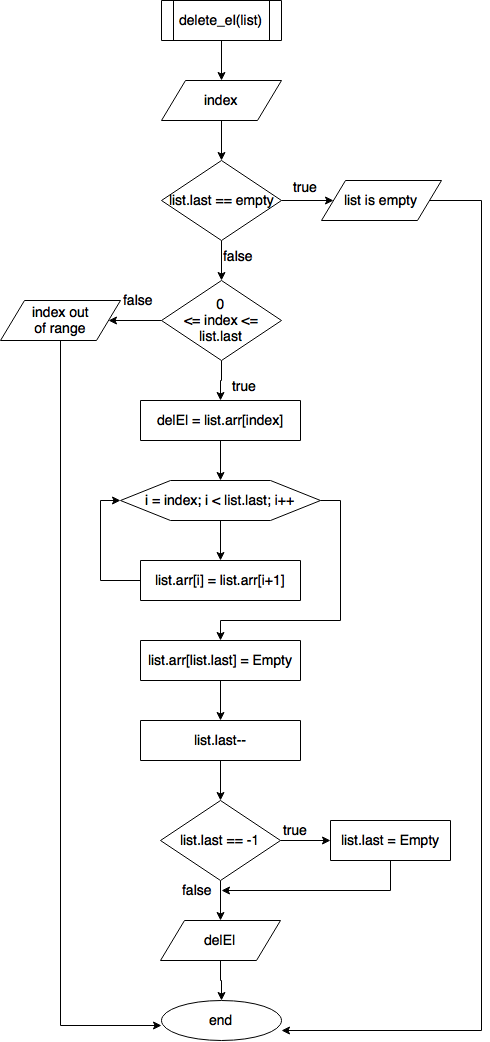 delete_el(list)
index
list.last == empty
true
list is empty
false
0
<= index <=
list.last
false
index out
of range
true
delEl = list.arr[index]
i = index; i < list.last; i++
list.arr[i] = list.arr[i+1]
list.arr[list.last] = Empty
list.last--
list.last == -1
true
list.last = Empty
false
delEl
end